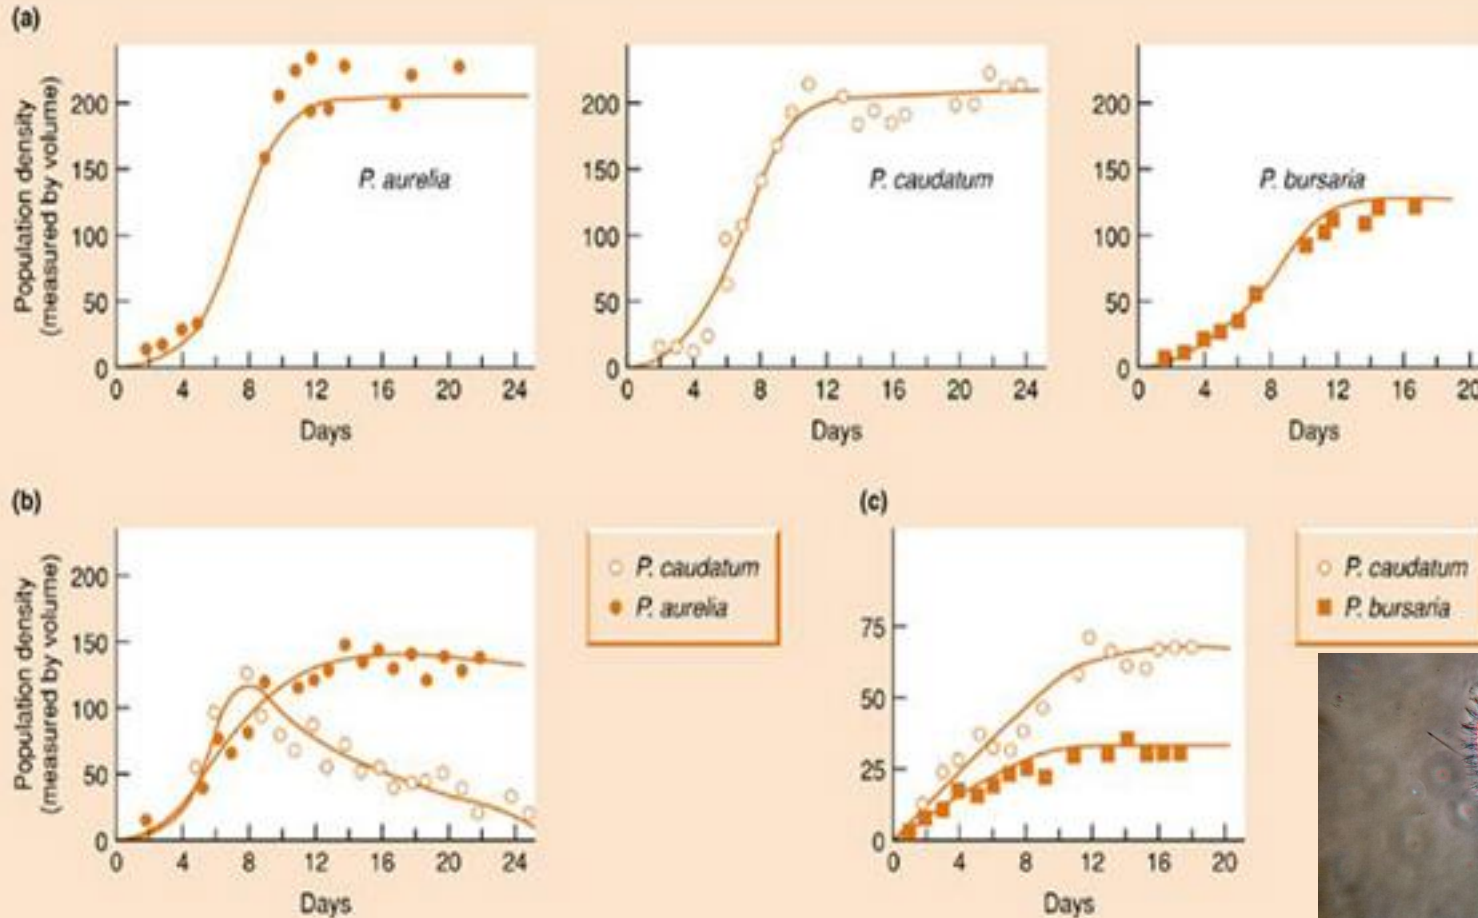 (a)
Population density
(measured by volume)
200
150
100
50
0
P. aurelia
0 4 8 12 16 20 24
Days
200
150
100
50
0
P. caudatum
0 4 8 12 16 20 24
Days
200
150
100
50
0
P. bursaria
0 4 8 12 16 20
Days
(b)
Population density
(measured by volume)
200
150
100
50
0
0 4 8 12 16 20 24
Days
P. caudatum
P. aurelia
(c)
75
50
25
0
0 4 8 12 16 20
Days
P. caudatum
P. bursaria